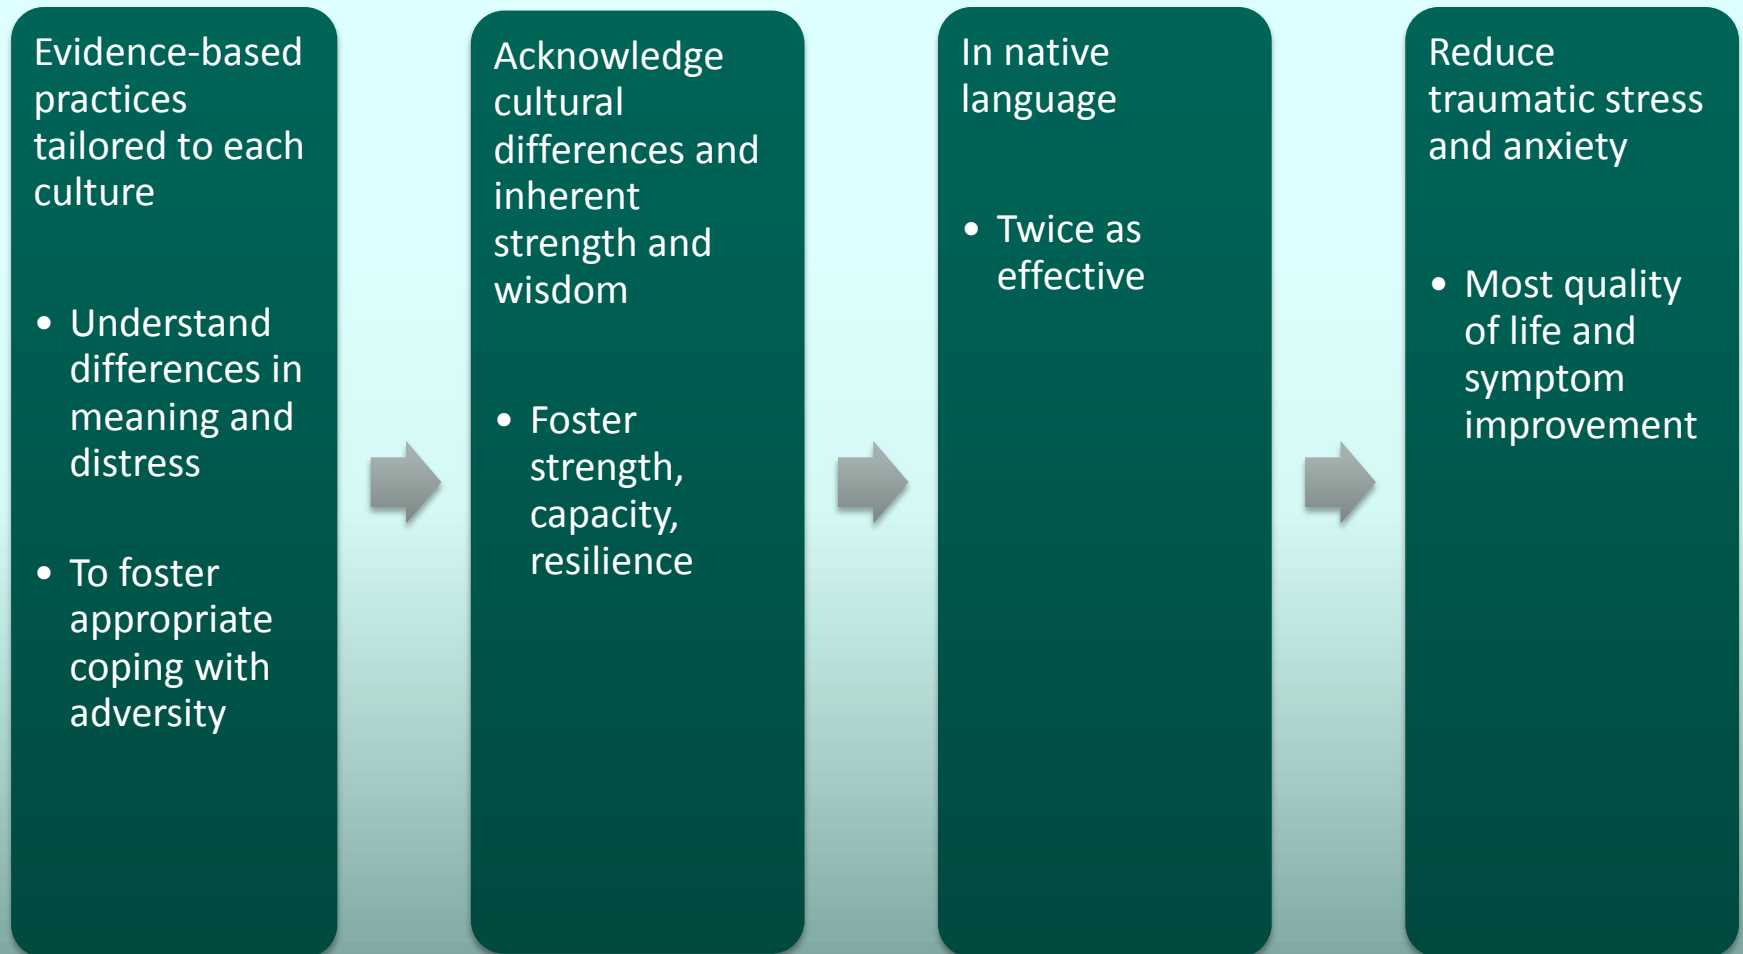 Evidence-based
practices
tailored to each
culture
• Understand
differences in
meaning and
distress
• To foster
appropriate
coping with
adversity
Acknowledge
cultural
differences and
inherent
strength and
wisdom
• Foster
strength,
capacity,
resilience
In native
language
• Twice as
effective
Reduce
traumatic stress
and anxiety
• Most quality
of life and
symptom
improvement